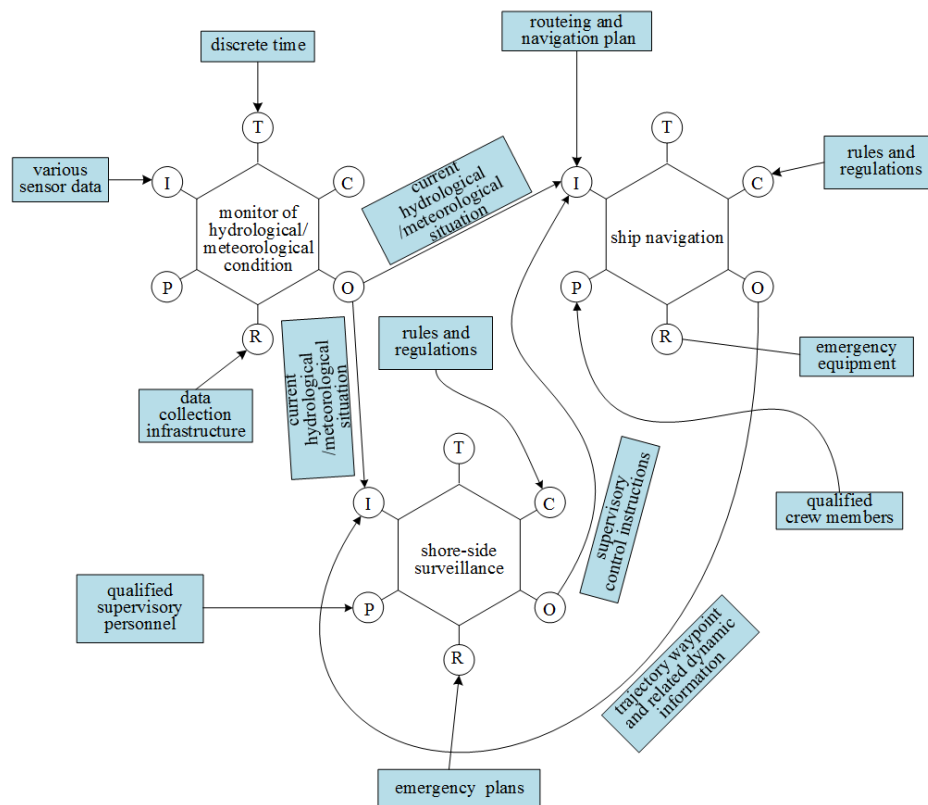 routeing and
navigation plan
discrete time
T
T
various
sensor data
I
C
current
hydrological
/meteorological
situation
I
C
rules and
regulations
monitor of
hydrological/
meteorological
condition
ship navigation
P
O
P
O
R
R
rules and
regulations
emergency
equipment
data
collection
infrastructure
current
hydrological
/meteorological
situation
T
I
C
supervisory
control instructions
qualified
crew members
shore-side
surveillance
qualified
supervisory
personnel
P
O
R
trajectory waypoint
and related dynamic
information
emergency plans